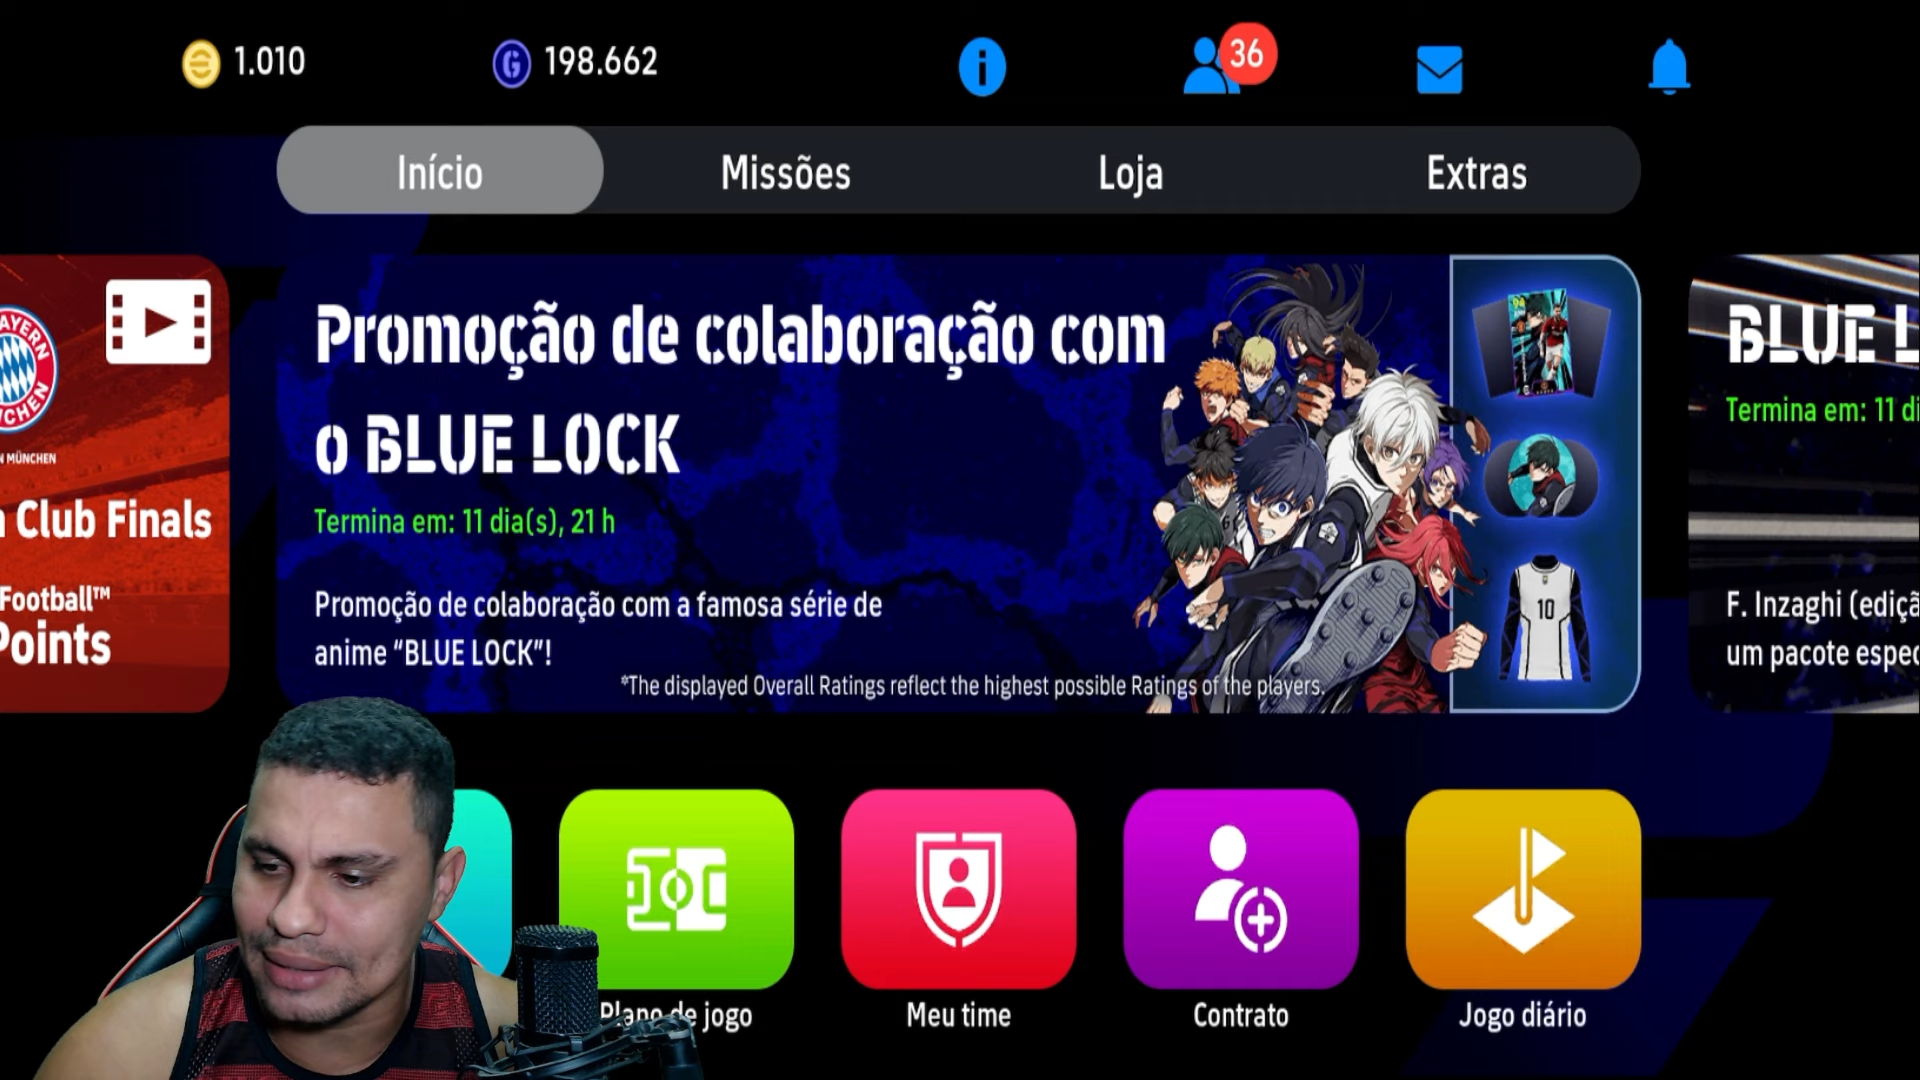 1.010
198.662
36
Início
Missões
Loja
Extras
Club Finals
Football™
Points
N MÜNCHEN
Promoção de colaboração com
o BLUE LOCK
Termina em: 11 dia(s), 21 h
Promoção de colaboração com a famosa série de
anime “BLUE LOCK”!
*The displayed Overall Ratings reflect the highest possible Ratings of the players.
10
BLUE L
Termina em: 11 di
F. Inzaghi (ediçã
um pacote espec
Plano de jogo
Meu time
Contrato
Jogo diário